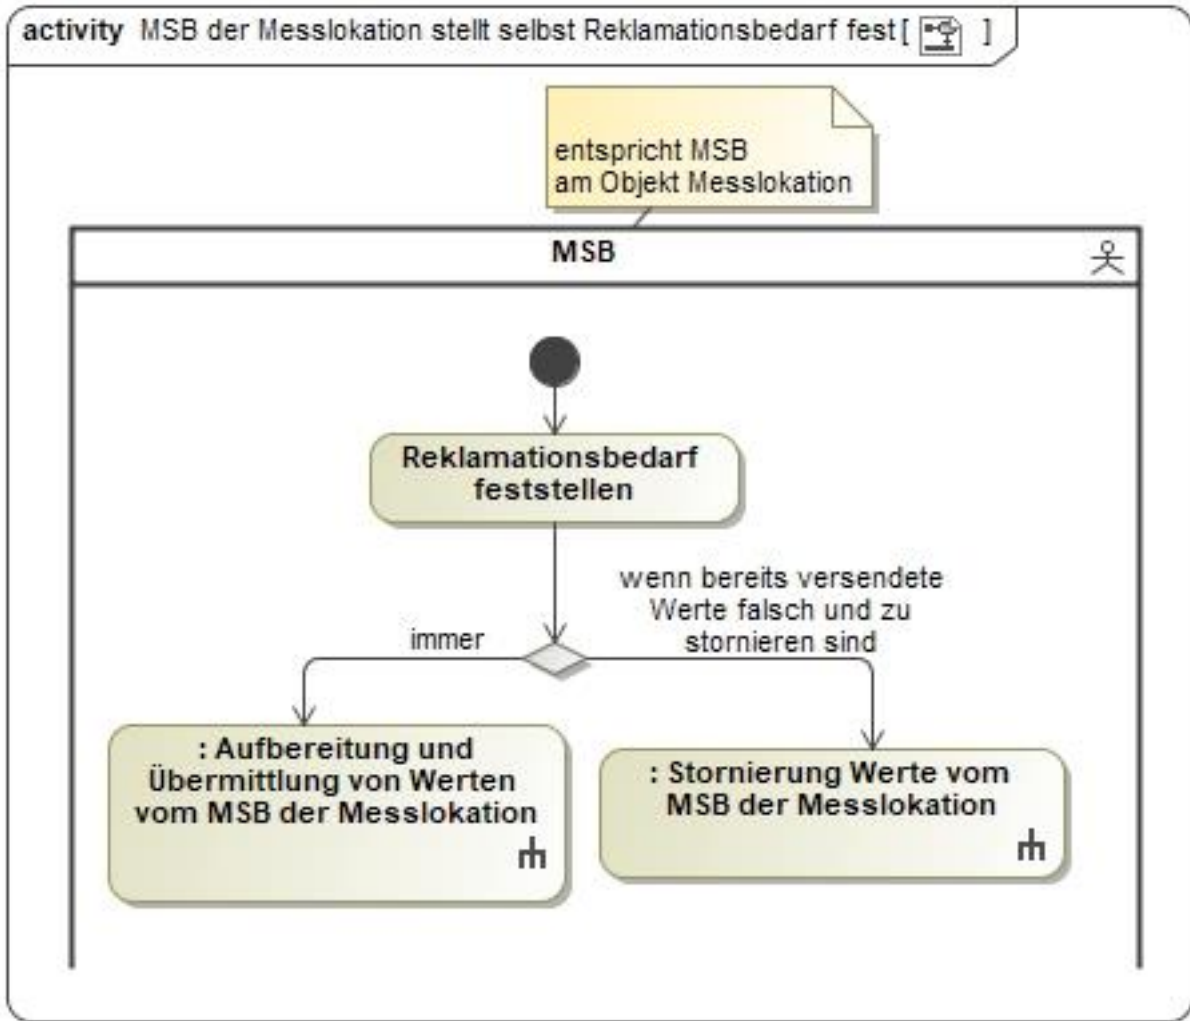 activity MSB der Messlokation stellt selbst Reklamationsbedarf fest [ ]
entspricht MSB
am Objekt Messlokation
MSB
Reklamationsbedarf
feststellen
wenn bereits versendete
Werte falsch und zu
stornieren sind
immer
: Aufbereitung und
Übermittlung von Werten
vom MSB der Messlokation
: Stornierung Werte vom
MSB der Messlokation